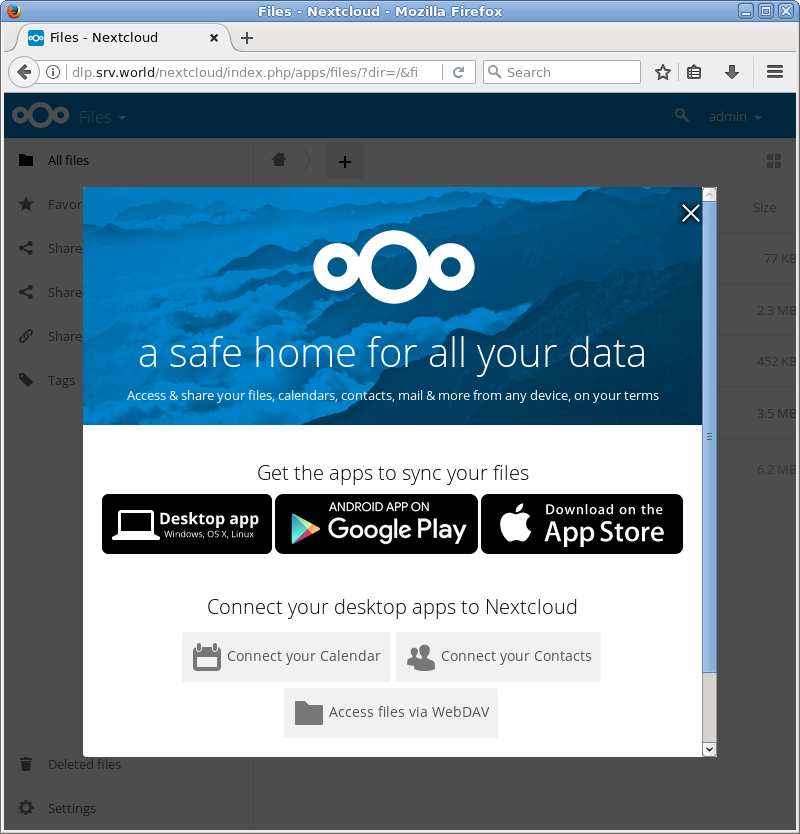 Files - Nextcloud - Mozilla Firefox
Files - Nextcloud
dlp.srv.world/nextcloud/index.php/apps/files/?dir=/&fi
Search
Files
admin
All files
Favor
Size
Share
77 KB
Share
2.3 MB
Share
452 KB
Tags
3.5 MB
6.2 MB
a safe home for all your data
Access & share your files, calendars, contacts, mail & more from any device, on your terms
Get the apps to sync your files
Desktop app
Windows, OS X, Linux
ANDROID APP ON
Google Play
Download on the
App Store
Connect your desktop apps to Nextcloud
Connect your Calendar
Connect your Contacts
Access files via WebDAV
Deleted files
Settings